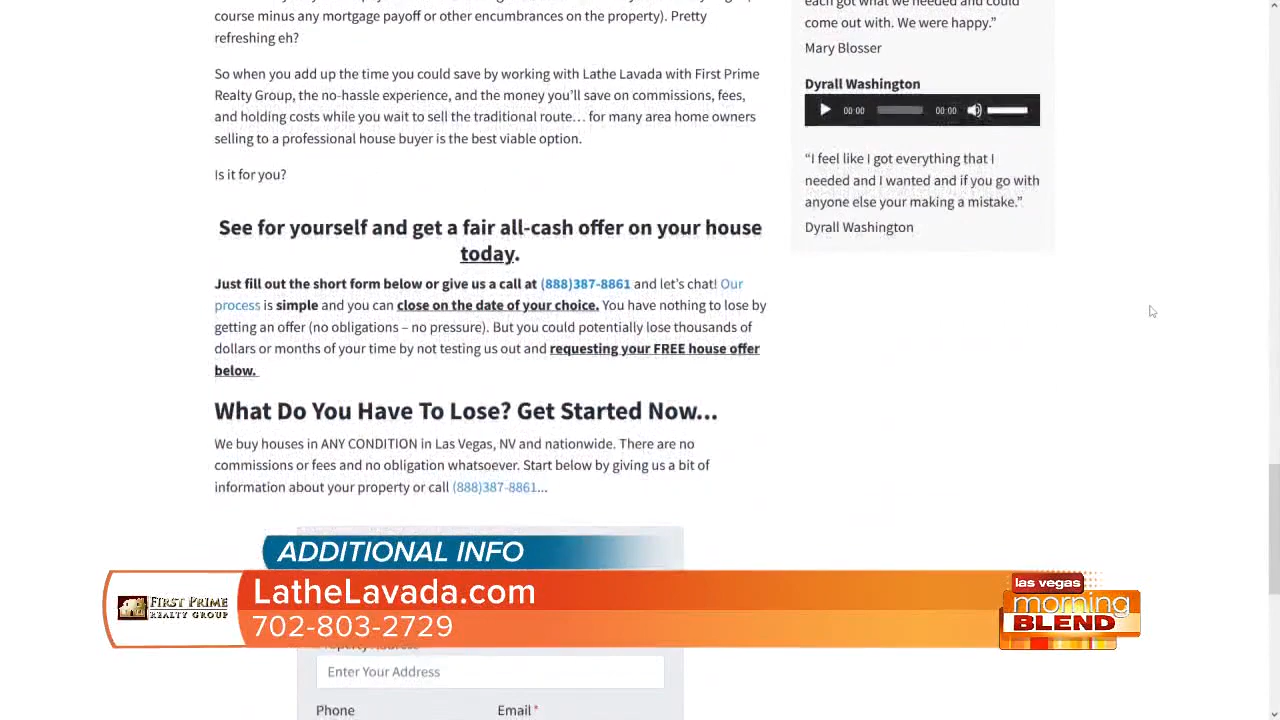 course minus any mortgage payoff or other encumbrances on the property). Pretty
refreshing eh?
So when you add up the time you could save by working with Lathe Lavada with First Prime
Realty Group, the no-hassle experience, and the money you'll save on commissions, fees,
and holding costs while you wait to sell the traditional route… for many area home owners
selling to a professional house buyer is the best viable option.
Is it for you?
See for yourself and get a fair all-cash offer on your house
today.
Just fill out the short form below or give us a call at (888)387-8861 and let's chat! Our
process is simple and you can close on the date of your choice. You have nothing to lose by
getting an offer (no obligations – no pressure). But you could potentially lose thousands of
dollars or months of your time by not testing us out and requesting your FREE house offer
below.
What Do You Have To Lose? Get Started Now...
We buy houses in ANY CONDITION in Las Vegas, NV and nationwide. There are no
commissions or fees and no obligation whatsoever. Start below by giving us a bit of
information about your property or call (888)387-8861...
each got what we needed and could
come out with. We were happy.”
Mary Blosser
Dyrall Washington
00:00 00:00
“I feel like I got everything that I
needed and I wanted and if you go with
anyone else your making a mistake.”
Dyrall Washington
ADDITIONAL INFO
FIRST PRIME
REALTY GROUP
LatheLavada.com
702-803-2729
las vegas
morning
BLEND
Enter Your Address
Phone Email *